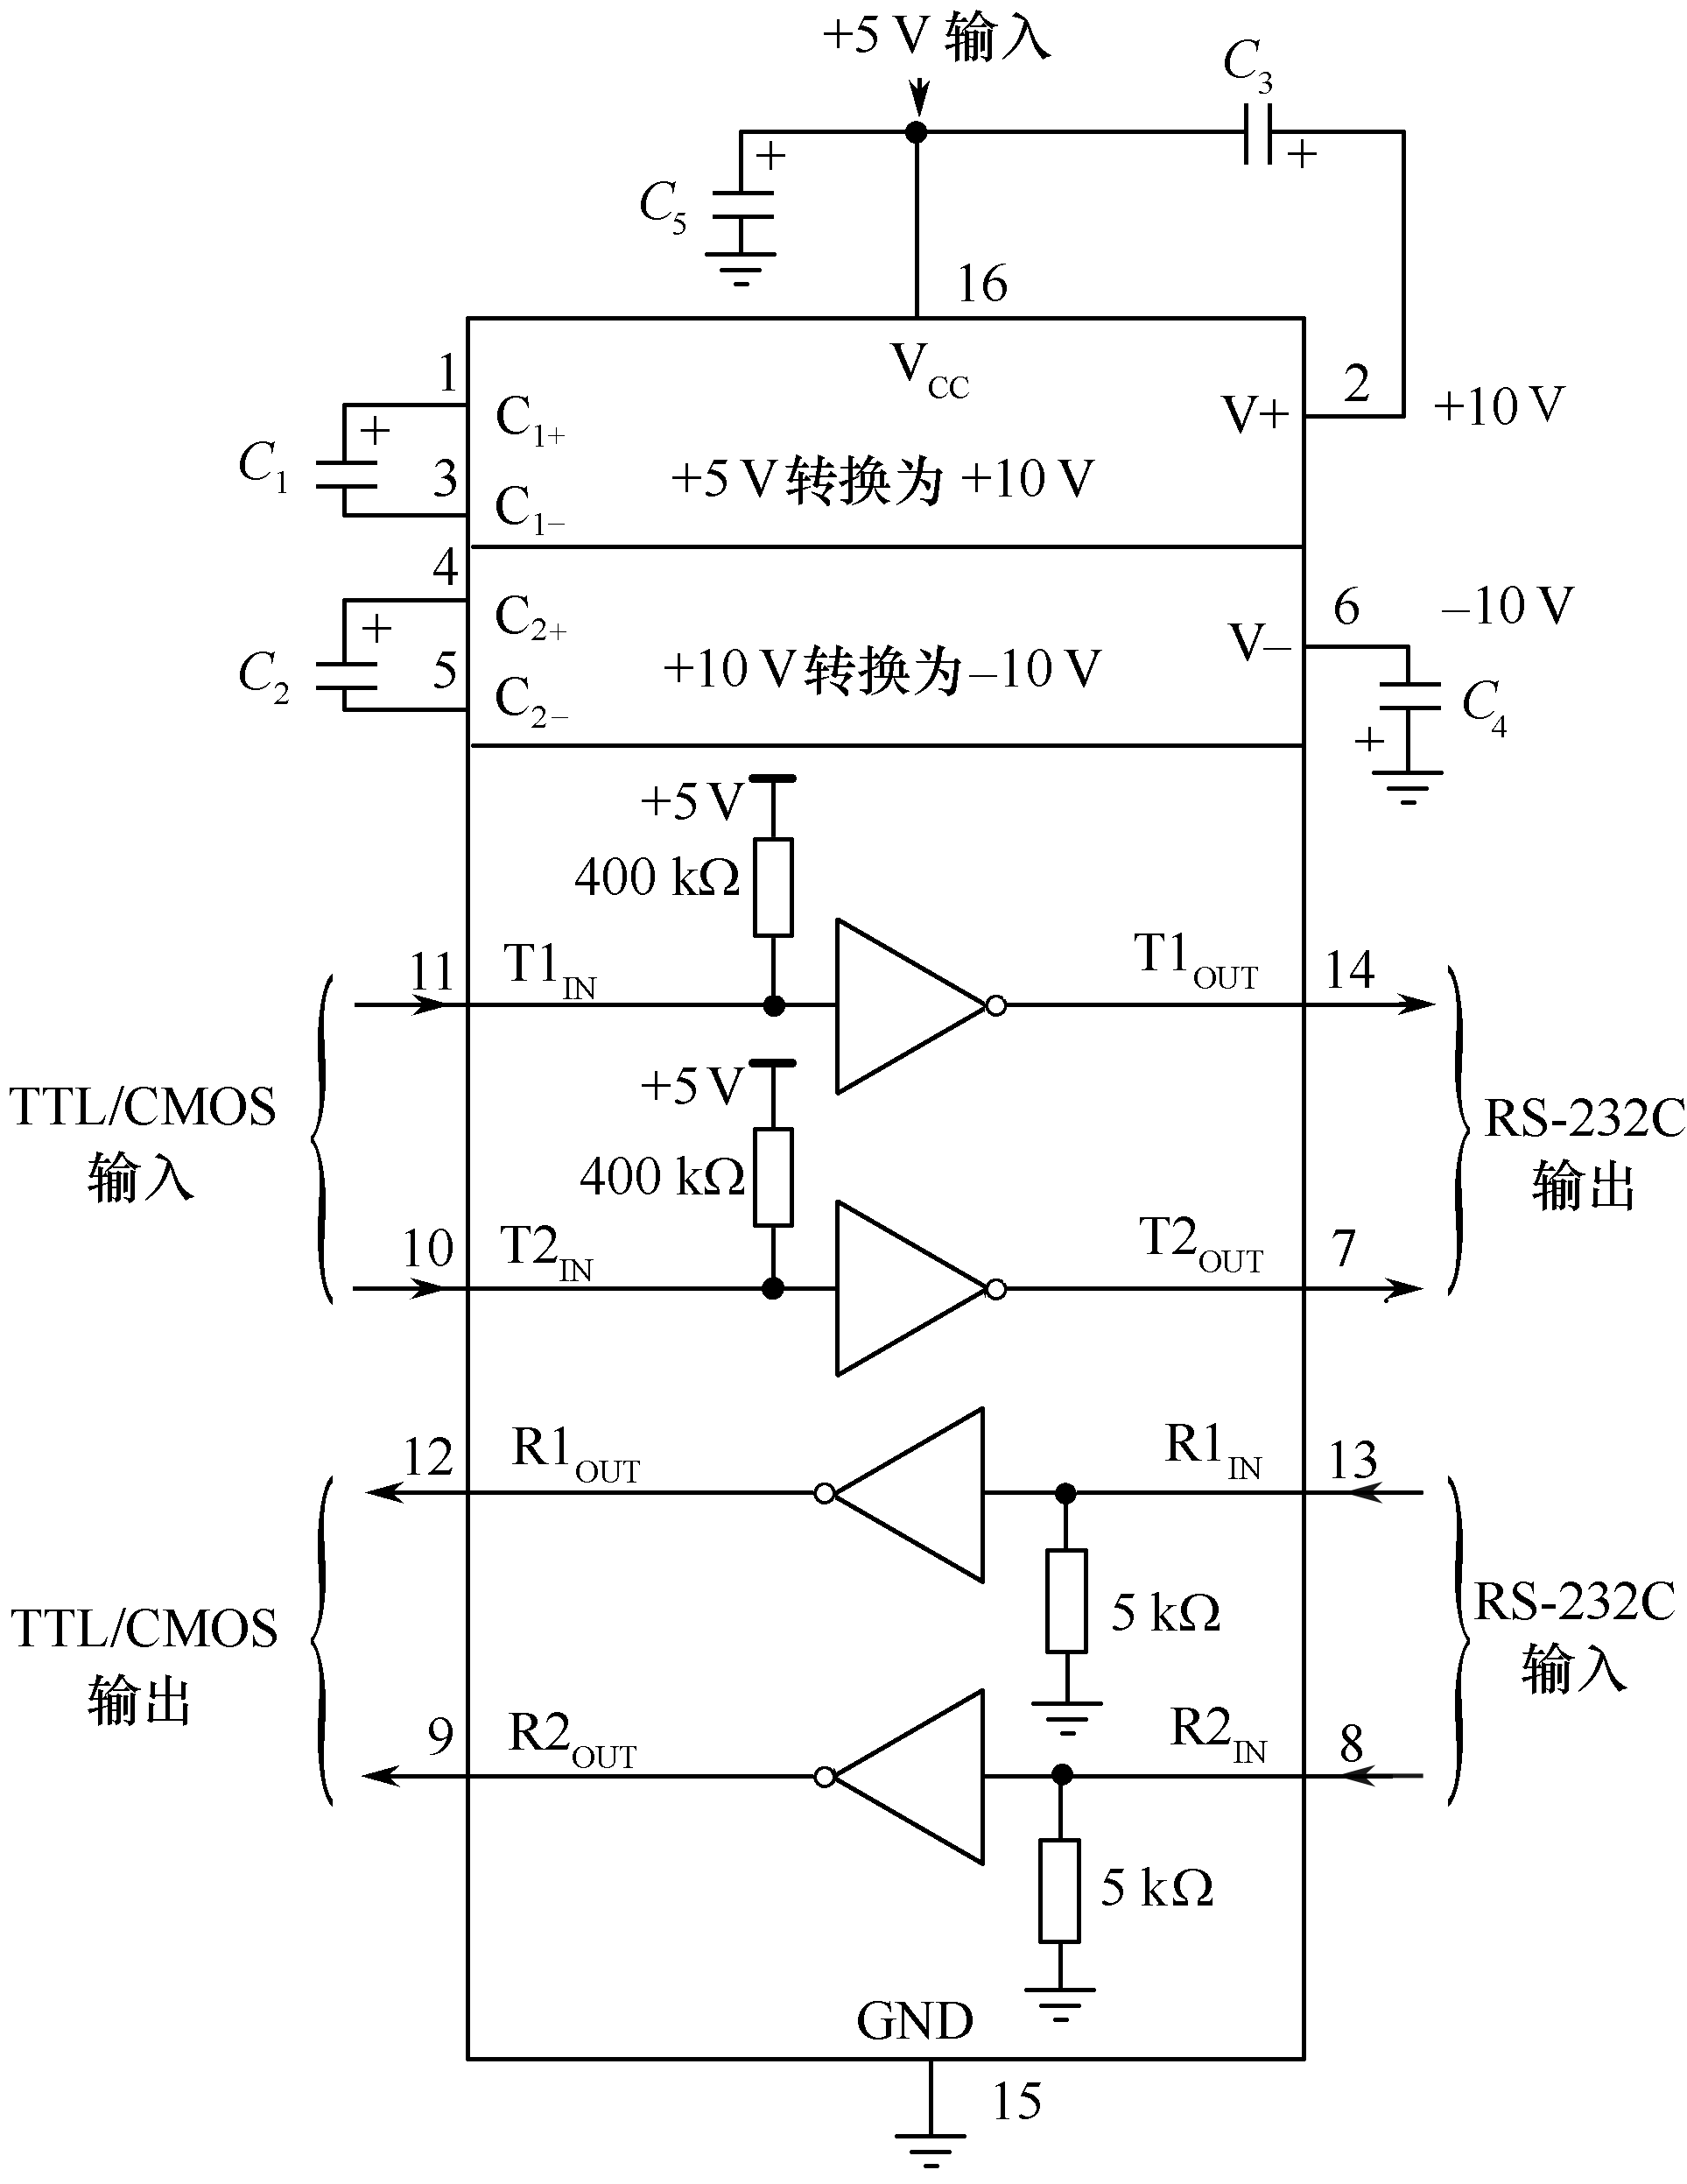 +5 V 输入
C3
+
+
C5
16
1
VCC
2
+10 V
C1+
V+
+
C1
3
+5 V 转换为 +10 V
C1–
4
6
–10 V
C2+
+
V–
C2
5
+10 V 转换为 –10 V
C2–
C4
+
+5 V
400 kΩ
11
T1IN
T1OUT
14
+5 V
TTL/CMOS
输入
RS-232C
输出
400 kΩ
10
T2IN
T2OUT
7
12
R1OUT
R1IN
13
5 kΩ
TTL/CMOS
输出
RS-232C
输入
9
R2OUT
R2IN
8
5 kΩ
GND
15